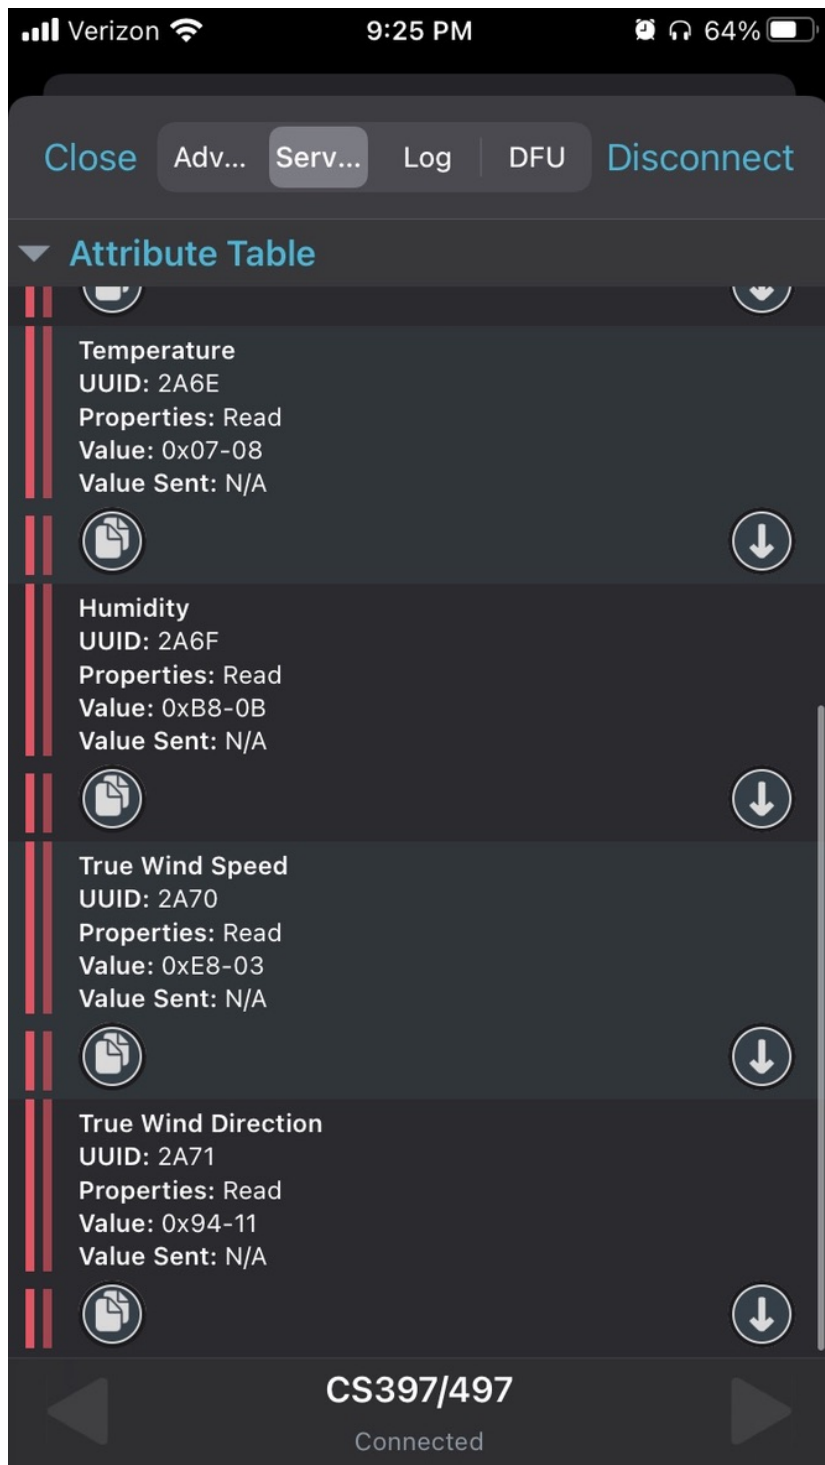 Verizon 9:25 PM 64%
Close Adv... Serv... Log DFU Disconnect
Attribute Table
Temperature
UUID: 2A6E
Properties: Read
Value: 0x07-08
Value Sent: N/A
Humidity
UUID: 2A6F
Properties: Read
Value: 0xB8-0B
Value Sent: N/A
True Wind Speed
UUID: 2A70
Properties: Read
Value: 0xE8-03
Value Sent: N/A
True Wind Direction
UUID: 2A71
Properties: Read
Value: 0x94-11
Value Sent: N/A
CS397/497
Connected